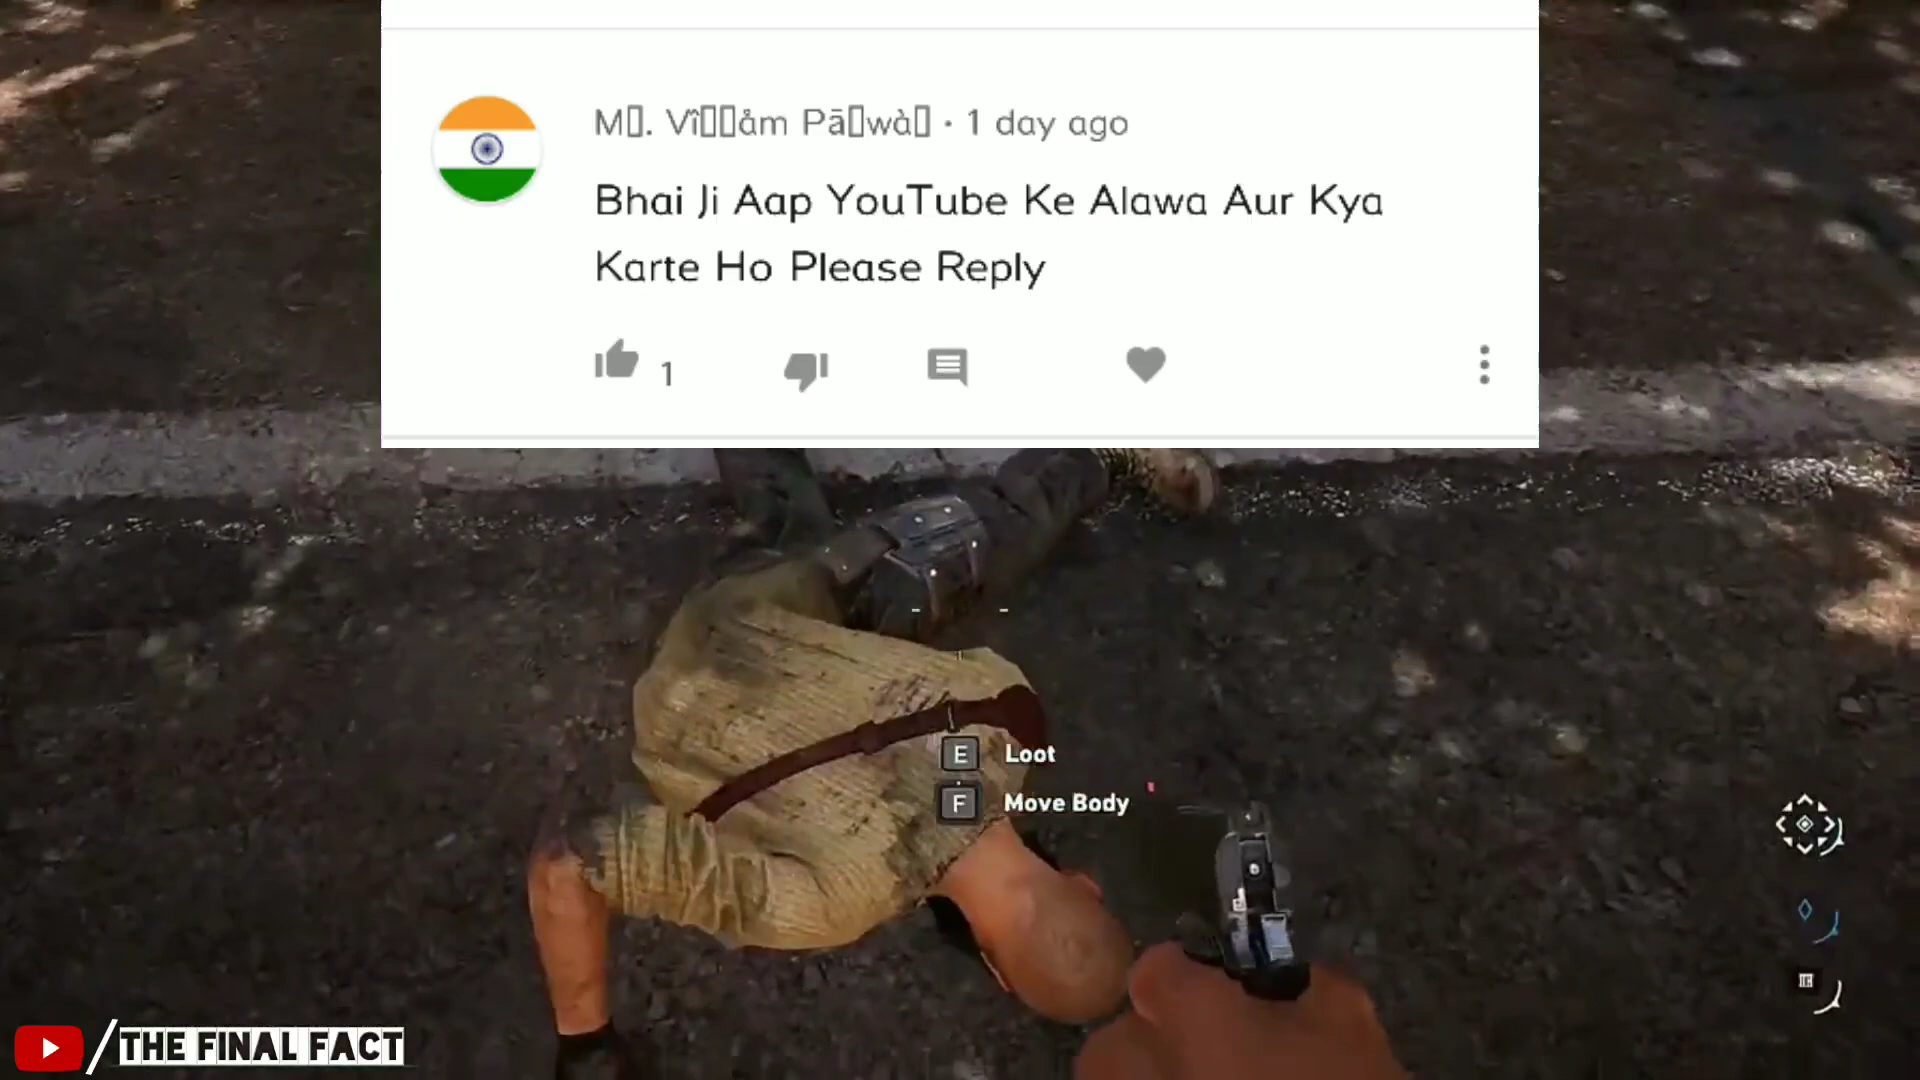 · 1 day ago
Bhai Ji Aap YouTube Ke Alawa Aur Kya
Karte Ho Please Reply
1
E Loot
F Move Body
THE FINAL FACT